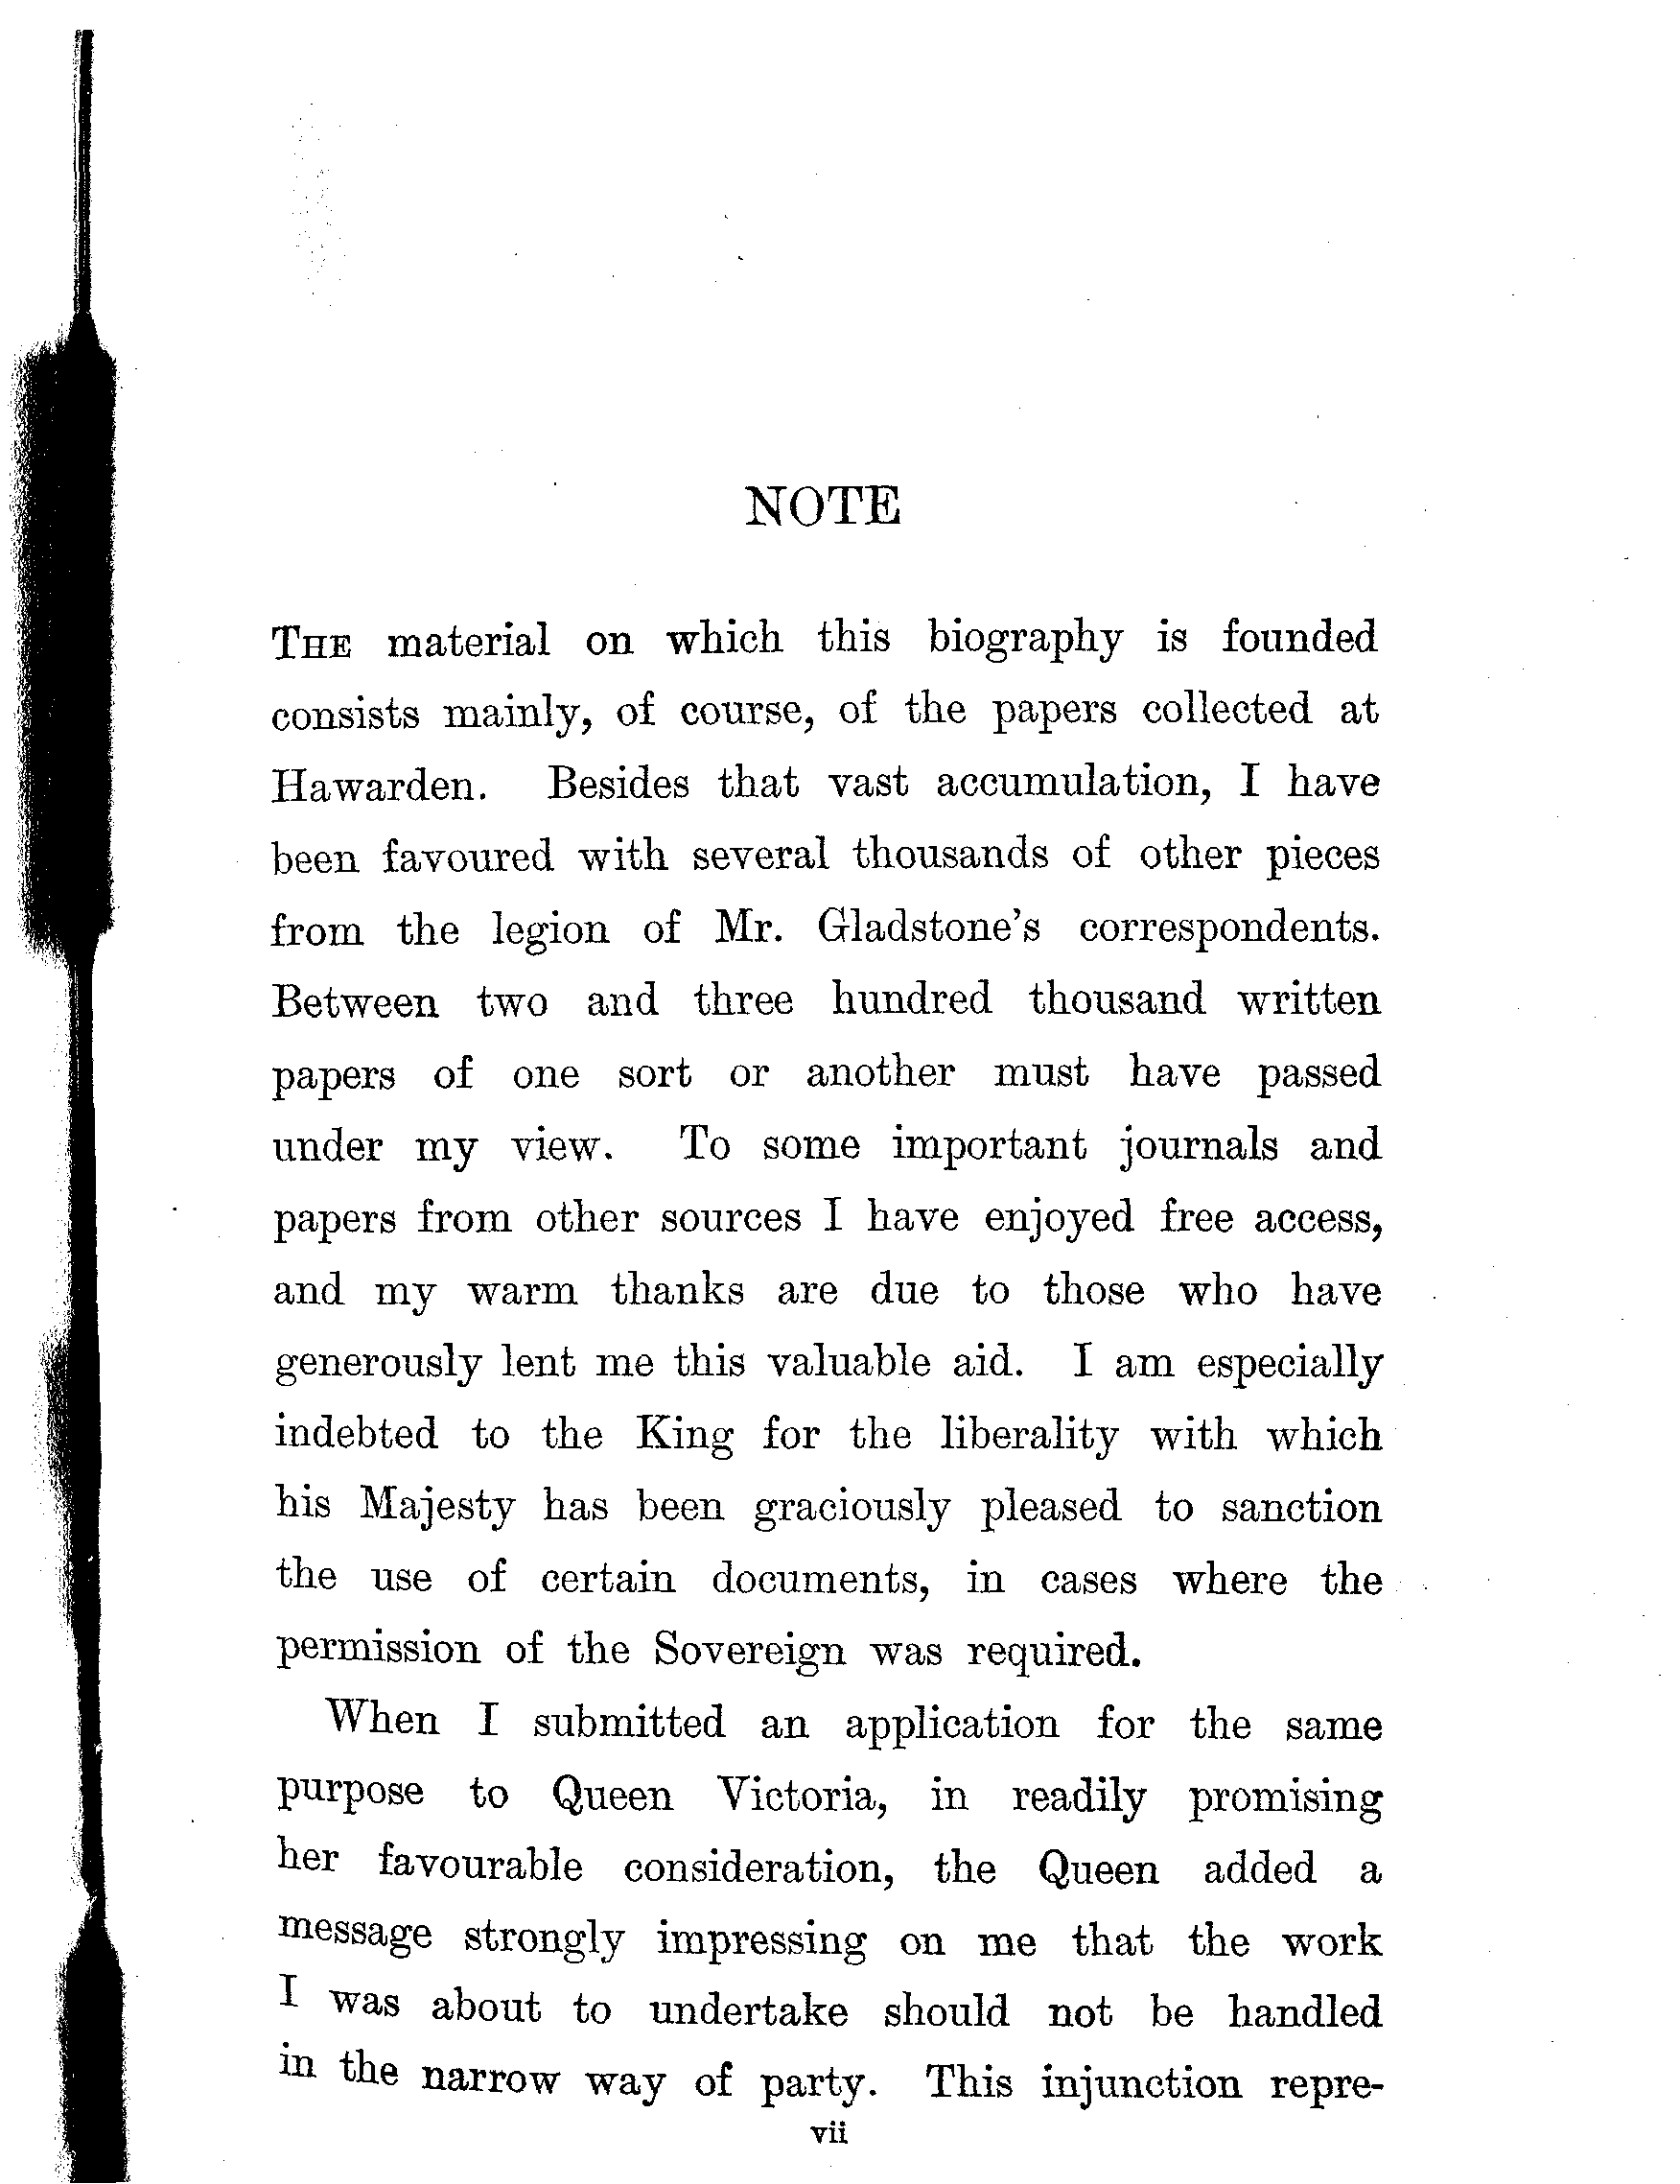 NOTE
THE material on which this biography is founded
consists mainly, of course, of the papers collected at
Hawarden. Besides that vast accumulation, I have
been favoured with several thousands of other pieces
from the legion of Mr. Gladstone's correspondents.
Between two and three hundred thousand written
papers of one sort or another must have passed
under my view. To some important journals and
papers from other sources I have enjoyed free access,
and my warm thanks are due to those who have
generously lent me this valuable aid. I am especially
indebted to the King for the liberality with which
his Majesty has been graciously pleased to sanction
the use of certain documents, in cases where the
permission of the Sovereign was required.
When I submitted an application for the same
purpose to Queen Victoria, in readily promising
her favourable consideration, the Queen added a
message strongly impressing on me that the work
I was about to undertake should not be handled
in the narrow way of party. This injunction repre-
vii